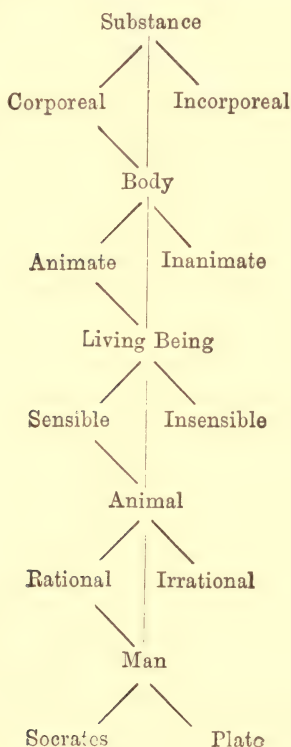 Substance
Corporeal Incorporeal
Body
Animate Inanimate
Living Being
Sensible Insensible
Animal
Rational Irrational
Man
Socrates Plato